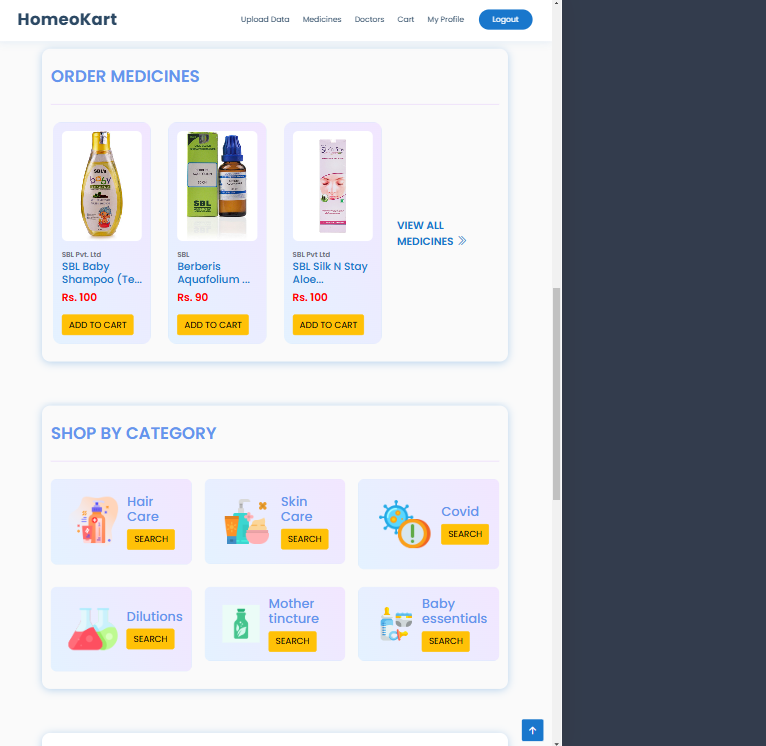 HomeoKart
Upload Data
Medicines
Doctors
Cart
My Profile
Logout
ORDER MEDICINES
SBL's
SBL
SBL Pvt. Ltd
SBL Baby
Shampoo (Te...
Rs. 100
ADD TO CART
SBL
Berberis
Aquafolium ...
Rs. 90
ADD TO CART
SBL Pvt Ltd
SBL Silk N Stay
Aloe...
Rs. 100
ADD TO CART
VIEW ALL
MEDICINES
SHOP BY CATEGORY
Hair
Care
SEARCH
Skin
Care
SEARCH
Covid
SEARCH
Dilutions
SEARCH
Mother
tincture
SEARCH
Baby
essentials
SEARCH